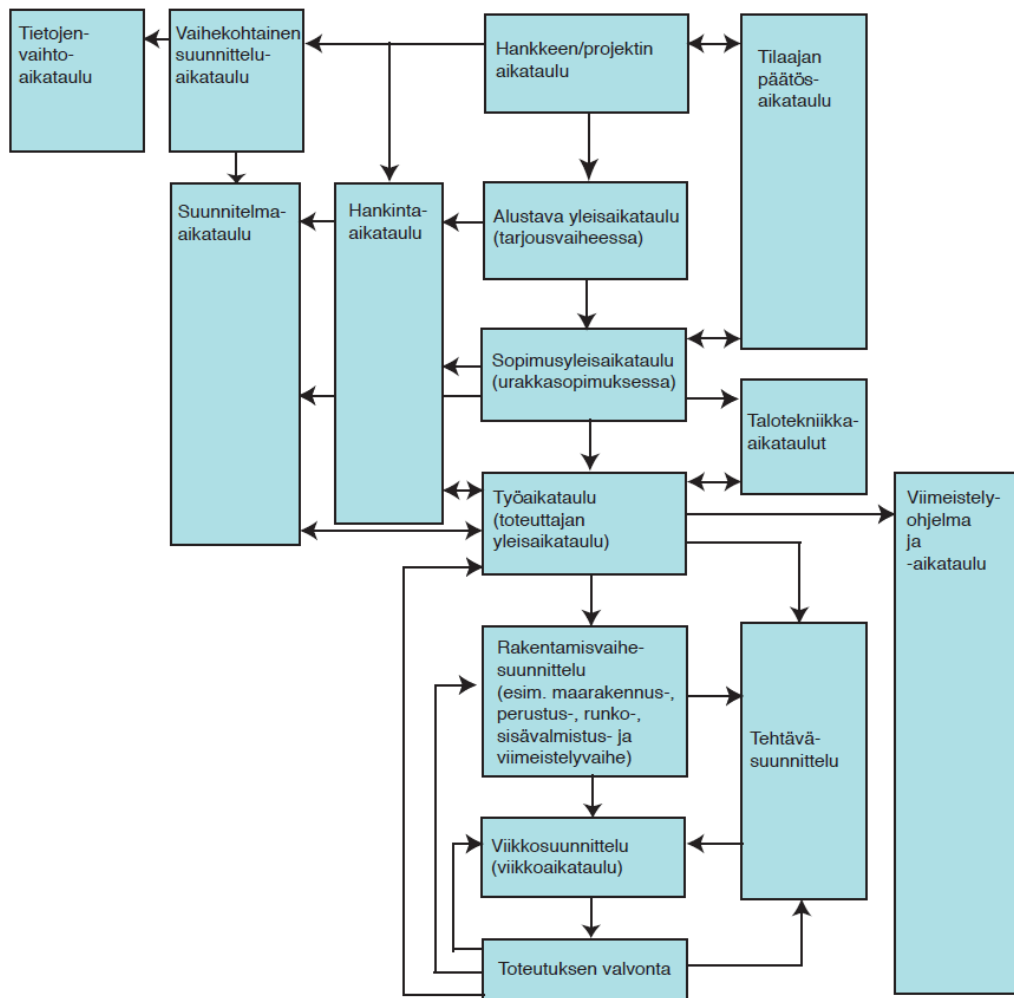 Tietojen-
vaihto-
aikataulu
Vaihekohtainen
suunnittelu-
aikataulu
Hankkeen/projektin
aikataulu
Tilaajan
päätös-
aikataulu
Suunnitelma-
aikataulu
Hankinta-
aikataulu
Alustava yleisaikataulu
(tarjousvaiheessa)
Sopimusyleisaikataulu
(urakkasopimuksessa)
Talotekniikka-
aikataulut
Työaikataulu
(toteuttajan
yleisaikataulu)
Viimeistely-
ohjelma
ja
-aikataulu
Rakentamisvaihe-
suunnittelu
(esim. maarakennus-,
perustus-, runko-,
sisävalmistus- ja
viimeistelyvaihe)
Tehtävä-
suunnittelu
Viikkosuunnittelu
(viikkoaikataulu)
Toteutuksen valvonta